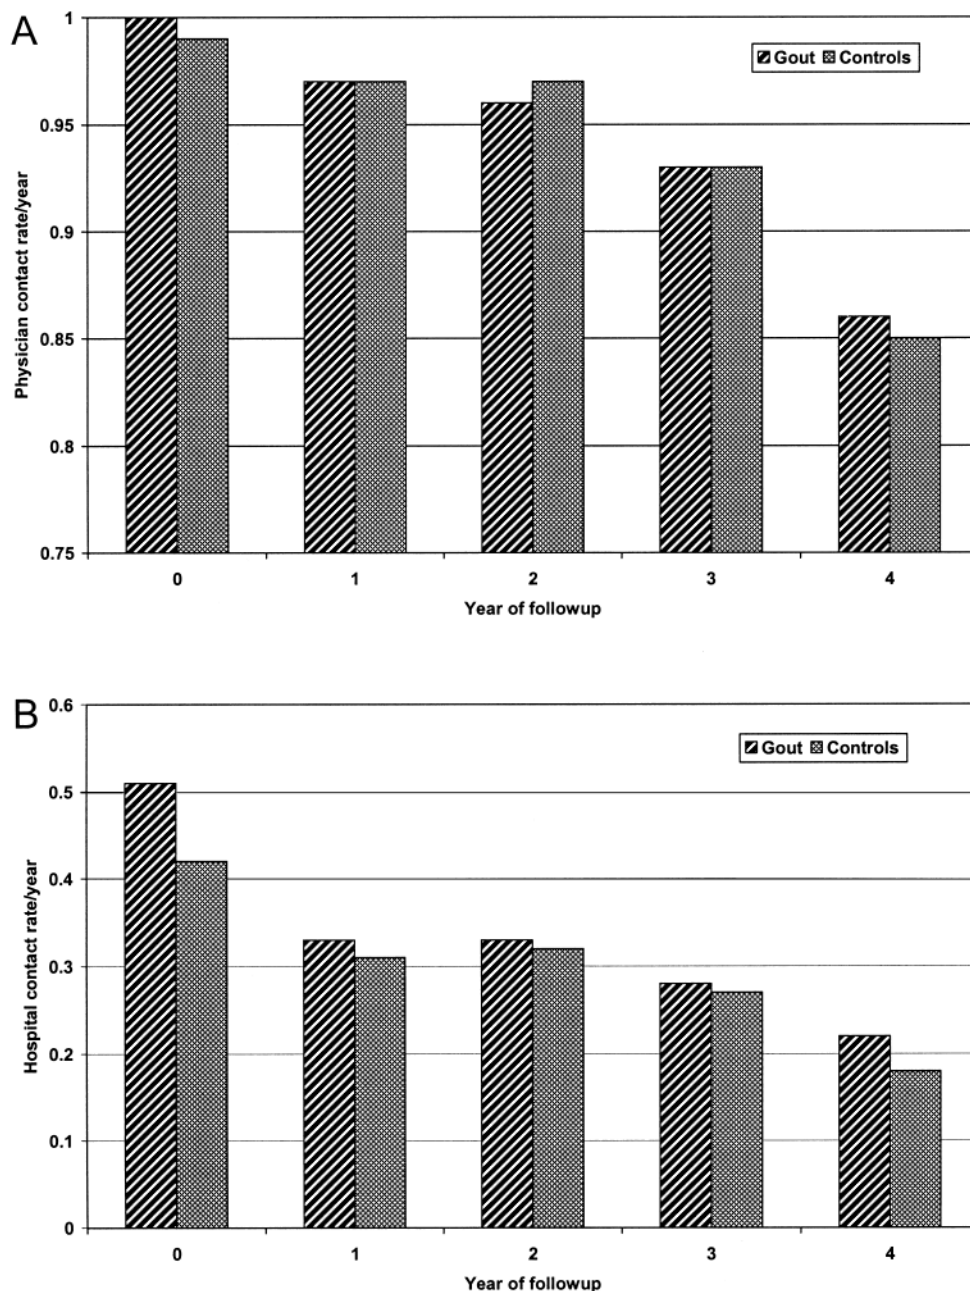 A
1
Gout Controls
0.95
0.9
Physician contact rate/year
0.85
0.8
0.75
0 1 2 3 4
Year of followup
B
0.6
Gout Controls
0.5
0.4
Hospital contact rate/year
0.3
0.2
0.1
0
0 1 2 3 4
Year of followup